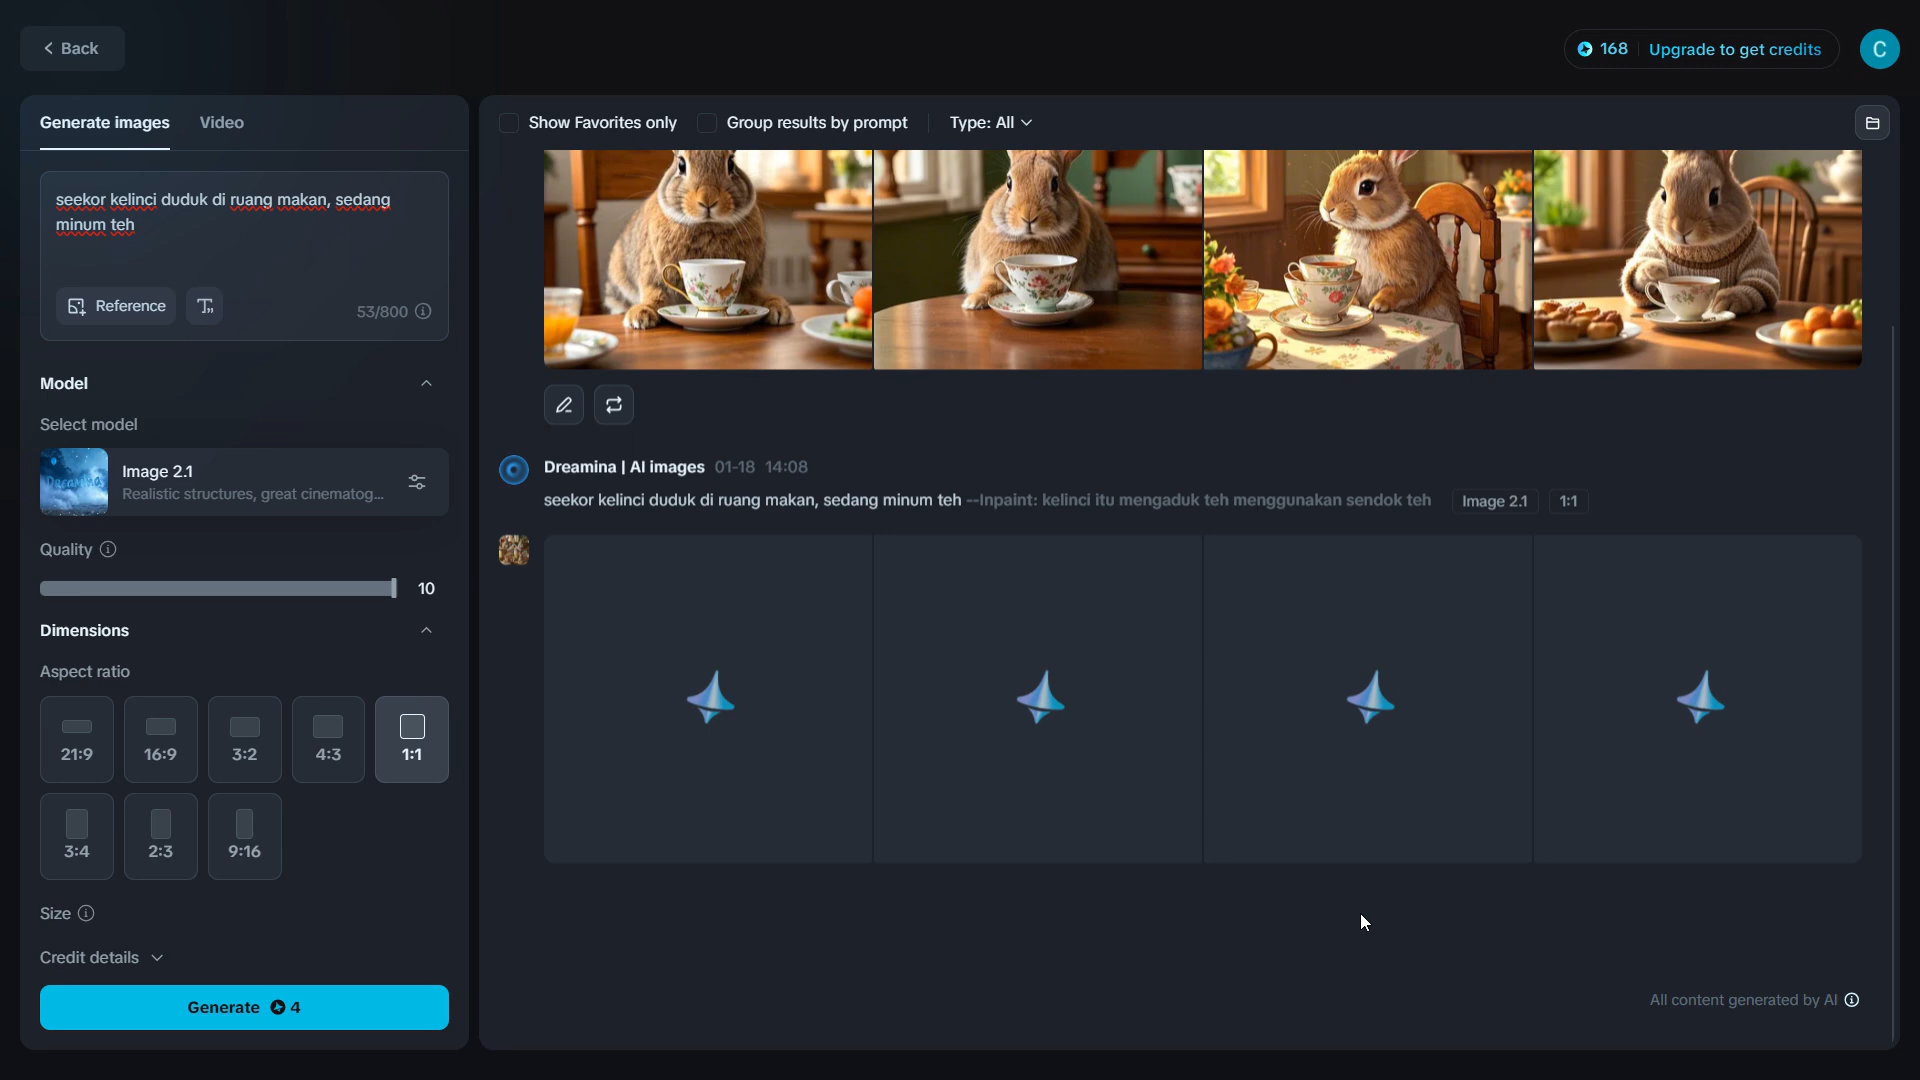 Back
168 Upgrade to get credits
C
Generate images Video
Show Favorites only Group results by prompt Type: All
seekor kelinci duduk di ruang makan, sedang
minum teh
Reference
53/800
Model
Select model
Dreamina
Image 2.1
Realistic structures, great cinematog...
Quality
10
Dimensions
Aspect ratio
21:9 16:9 3:2 4:3 1:1
3:4 2:3 9:16
Size
Credit details
Generate 4
Dreamina | AI images 01-18 14:08
seekor kelinci duduk di ruang makan, sedang minum teh --Inpaint: kelinci itu mengaduk teh menggunakan sendok teh Image 2.1 1:1
All content generated by AI